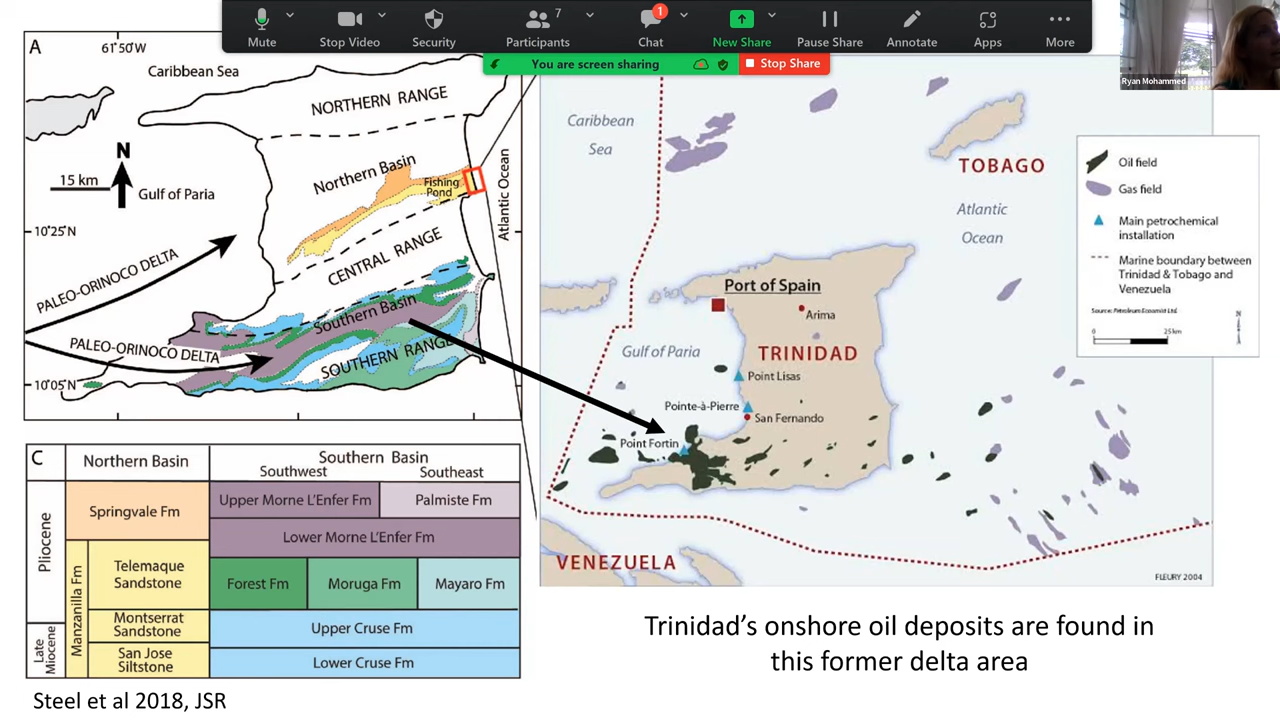 Mute
Stop Video
Security
7
Participants
1
Chat
New Share
Pause Share
Annotate
Apps
More
You are screen sharing
Stop Share
Ryan Mohammed
A
61°50'W
Caribbean Sea
NORTHERN RANGE
N
15 km
Gulf of Paria
Northern Basin
Fishing
Pond
Atlantic Ocean
10°25'N
CENTRAL RANGE
PALEO-ORINOCO DELTA
Southern Basin
PALEO-ORINOCO DELTA
SOUTHERN RANGE
10°05'N
C
Northern Basin
Southern Basin
Southwest
Southeast
Pliocene
Late
Miocene
Springvale Fm
Upper Morne L'Enfer Fm
Palmiste Fm
Lower Morne L'Enfer Fm
Manzanilla Fm
Telemaque
Sandstone
Forest Fm
Moruga Fm
Mayaro Fm
Montserrat
Sandstone
Upper Cruse Fm
San Jose
Siltstone
Lower Cruse Fm
Steel et al 2018, JSR
Caribbean
Sea
TOBAGO
Atlantic
Ocean
Port of Spain
Arima
Gulf of Paria
TRINIDAD
Point Lisas
Pointe-à-Pierre
San Fernando
Point Fortin
VENEZUELA
FLEURY 2004
Oil field
Gas field
Main petrochemical
installation
Marine boundary between
Trinidad & Tobago and
Venezuela
Source: Petroleum Economist Ltd.
0
25 km
N
Trinidad's onshore oil deposits are found in
this former delta area